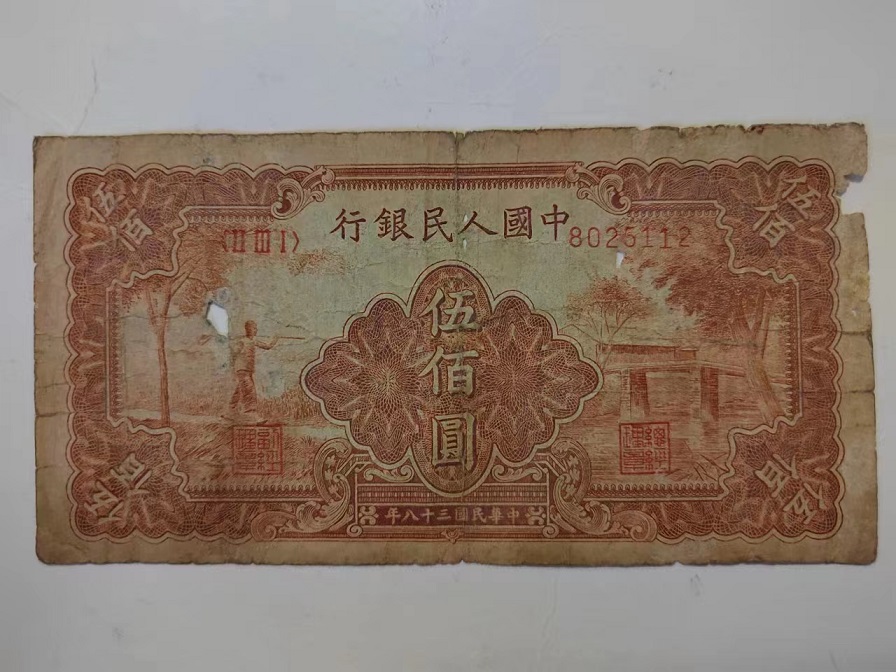 中國人民銀行
伍佰
伍佰
〈II III I〉
8025112
伍佰圓
伍佰
伍佰
中華民國三十八年